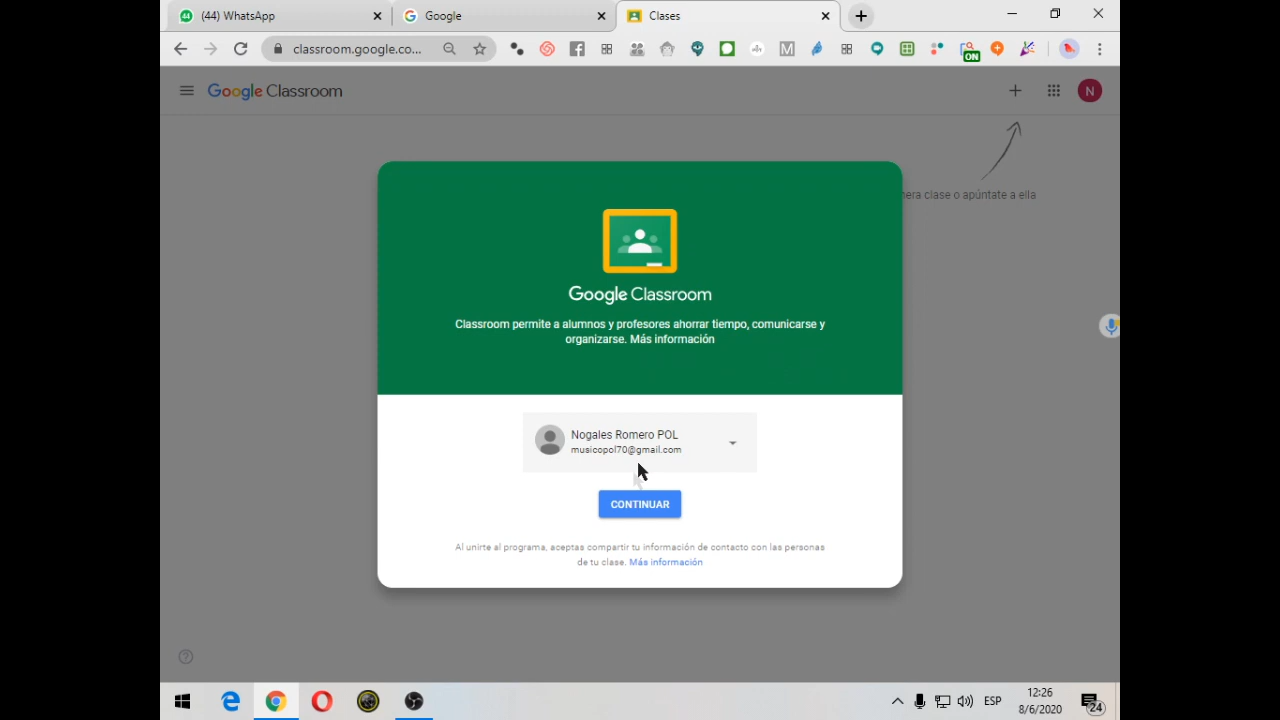 (44) WhatsApp
Google
Clases
classroom.google.co...
ON
Google Classroom
N
nera clase o apúntate a ella
Google Classroom
Classroom permite a alumnos y profesores ahorrar tiempo, comunicarse y
organizarse. Más información
Nogales Romero POL
musicopol70@gmail.com
CONTINUAR
Al unirte al programa, aceptas compartir tu información de contacto con las personas
de tu clase. Más información
ESP
12:26
8/6/2020
24